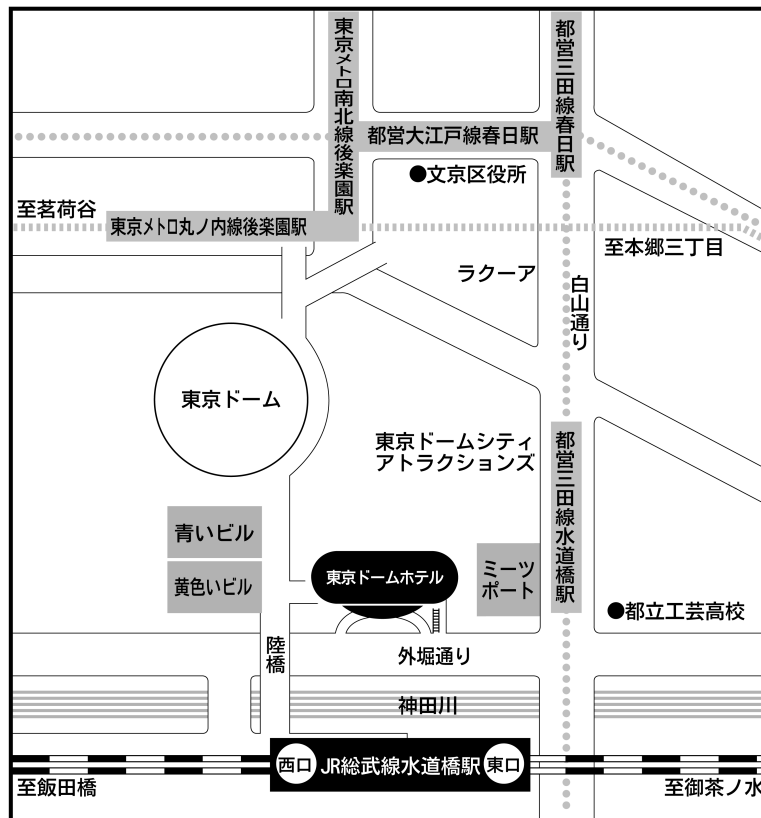 東京メトロ南北線後楽園駅
都営三田線春日駅
都営大江戸線春日駅
●文京区役所
至茗荷谷
東京メトロ丸ノ内線後楽園駅
至本郷三丁目
ラクーア
白山通り
東京ドーム
東京ドームシティ
アトラクションズ
都営三田線水道橋駅
青いビル
黄色いビル
東京ドームホテル
ミーツ
ポート
●都立工芸高校
陸橋
外堀通り
神田川
西口
JR総武線水道橋駅
東口
至飯田橋
至御茶ノ水